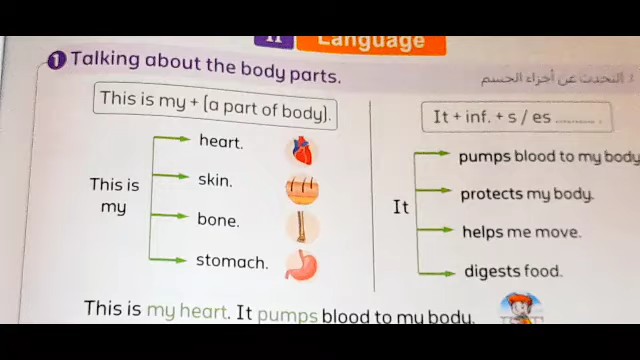 Language
1 Talking about the body parts.
التحدث عن أجزاء الجسم
This is my + (a part of body).
This is my
heart.
skin.
bone.
stomach.
It + inf. + s / es .......... .
It
pumps blood to my body
protects my body.
helps me move.
digests food.
This is my heart. It pumps blood to my body.